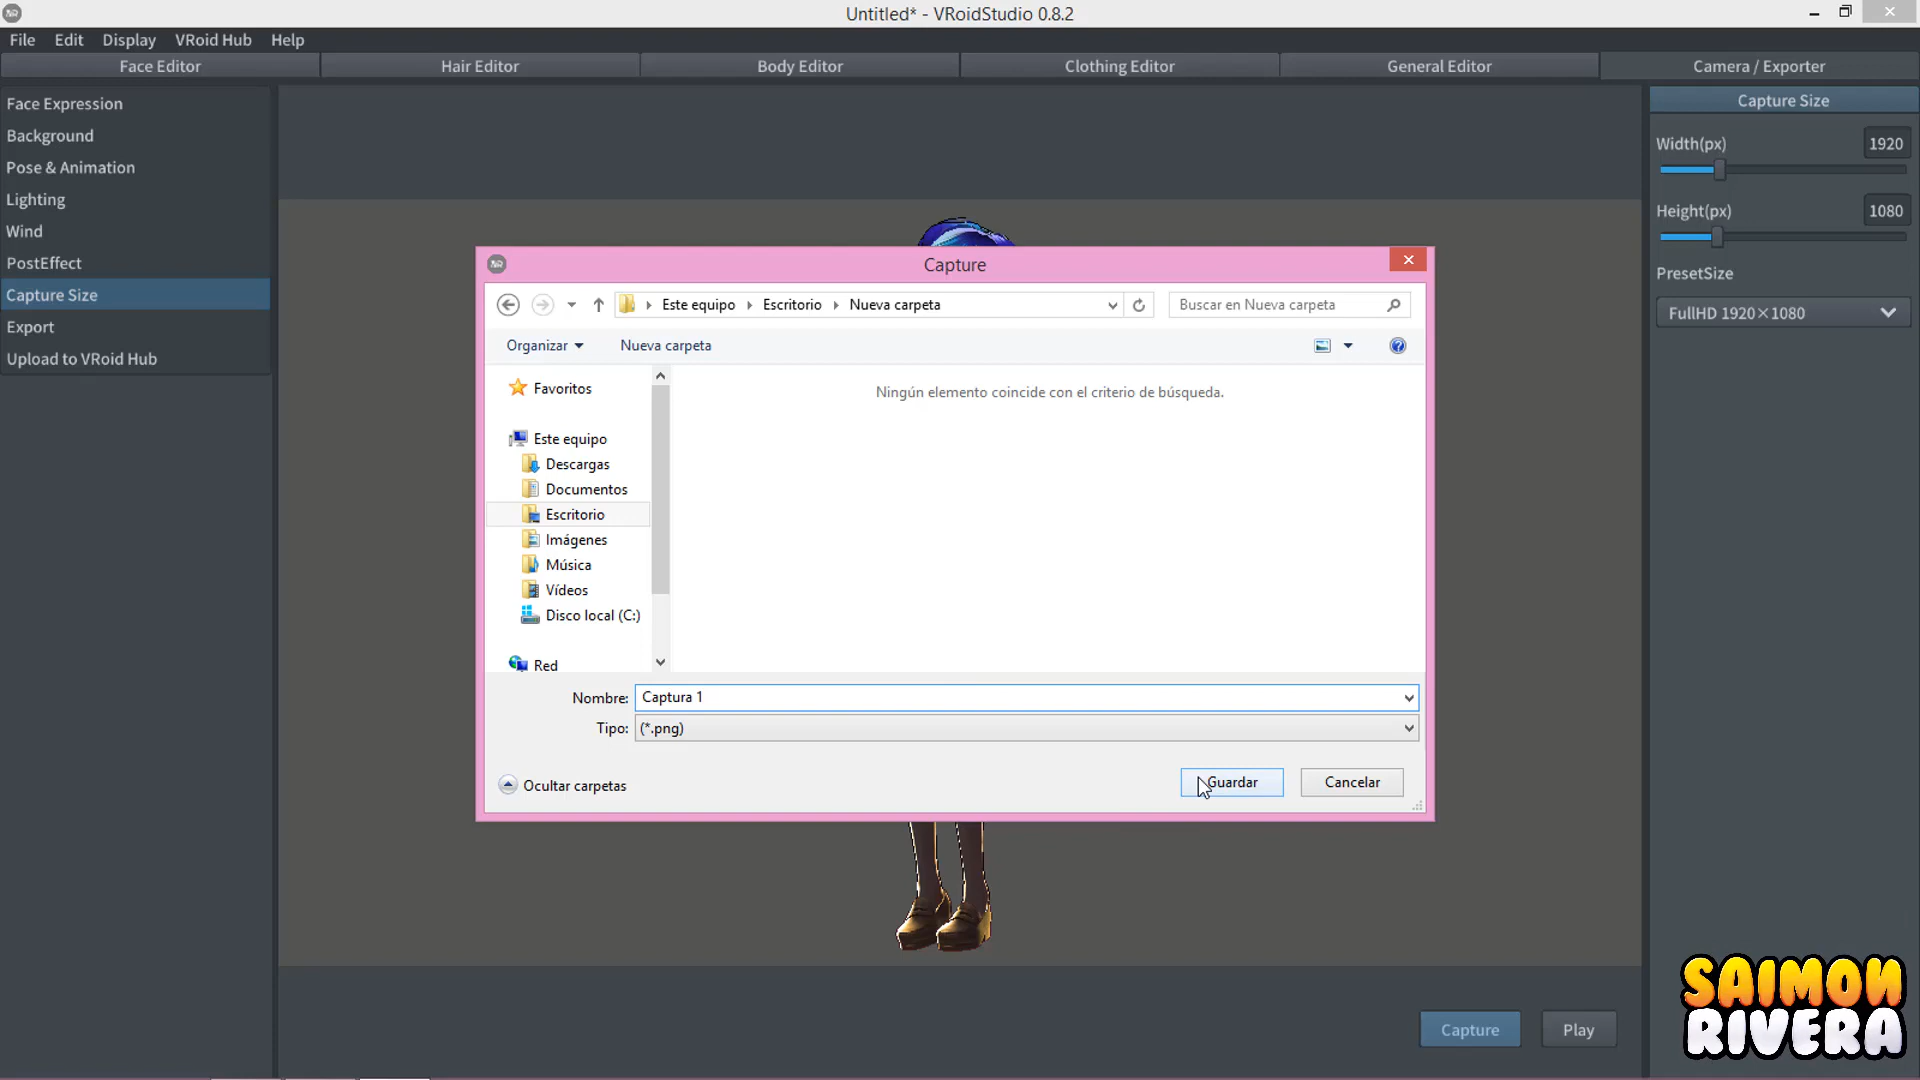 Untitled* - VRoidStudio 0.8.2
File Edit Display VRoid Hub Help
Face Editor Hair Editor Body Editor Clothing Editor General Editor Camera / Exporter
Face Expression
Background
Pose & Animation
Lighting
Wind
PostEffect
Capture Size
Export
Upload to VRoid Hub
Capture
Este equipo Escritorio Nueva carpeta
Buscar en Nueva carpeta
Organizar Nueva carpeta
Favoritos
Este equipo
Descargas
Documentos
Escritorio
Imágenes
Música
Vídeos
Disco local (C:)
Red
Ningún elemento coincide con el criterio de búsqueda.
Nombre: Captura 1
Tipo: (*.png)
Ocultar carpetas
Guardar Cancelar
Capture Size
Width(px) 1920
Height(px) 1080
PresetSize
FullHD 1920×1080
Capture Play
SAIMON
RIVERA